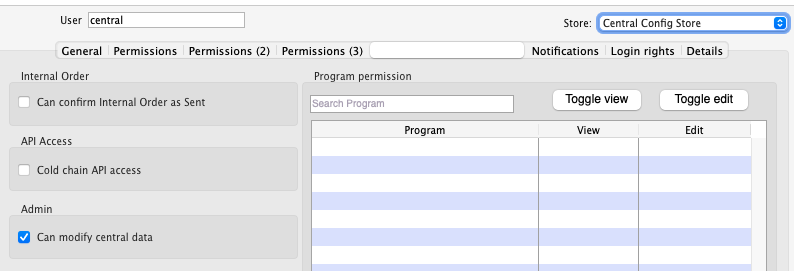 User central Store: Central Config Store
General Permissions Permissions (2) Permissions (3) Notifications Login rights Details
Internal Order
Can confirm Internal Order as Sent
API Access
Cold chain API access
Admin
Can modify central data
Program permission
Search Program Toggle view Toggle edit
Program View Edit